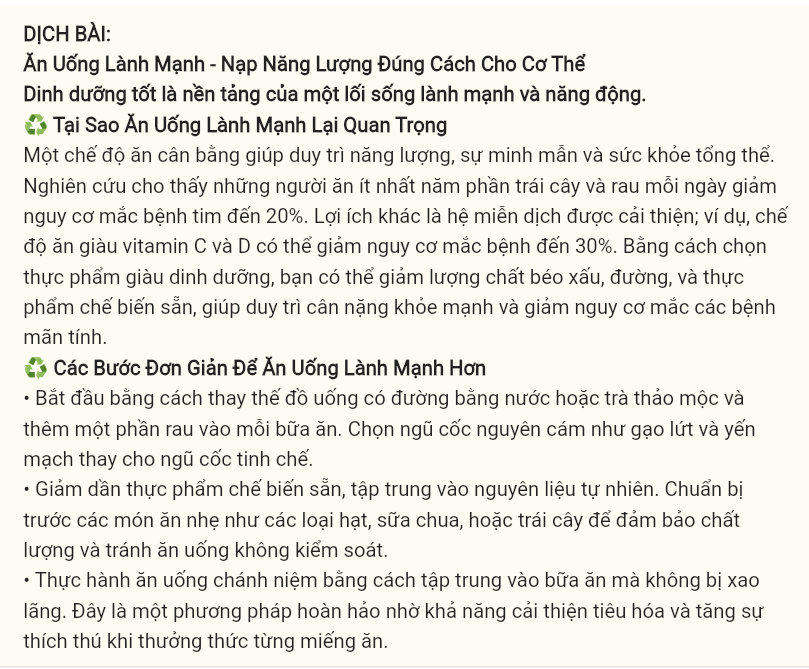 DỊCH BÀI:
Ăn Uống Lành Mạnh - Nạp Năng Lượng Đúng Cách Cho Cơ Thể
Dinh dưỡng tốt là nền tảng của một lối sống lành mạnh và năng động.
♻️ Tại Sao Ăn Uống Lành Mạnh Lại Quan Trọng
Một chế độ ăn cân bằng giúp duy trì năng lượng, sự minh mẫn và sức khỏe tổng thể.
Nghiên cứu cho thấy những người ăn ít nhất năm phần trái cây và rau mỗi ngày giảm
nguy cơ mắc bệnh tim đến 20%. Lợi ích khác là hệ miễn dịch được cải thiện; ví dụ, chế
độ ăn giàu vitamin C và D có thể giảm nguy cơ mắc bệnh đến 30%. Bằng cách chọn
thực phẩm giàu dinh dưỡng, bạn có thể giảm lượng chất béo xấu, đường, và thực
phẩm chế biến sẵn, giúp duy trì cân nặng khỏe mạnh và giảm nguy cơ mắc các bệnh
mãn tính.
♻️ Các Bước Đơn Giản Để Ăn Uống Lành Mạnh Hơn
• Bắt đầu bằng cách thay thế đồ uống có đường bằng nước hoặc trà thảo mộc và
thêm một phần rau vào mỗi bữa ăn. Chọn ngũ cốc nguyên cám như gạo lứt và yến
mạch thay cho ngũ cốc tinh chế.
• Giảm dần thực phẩm chế biến sẵn, tập trung vào nguyên liệu tự nhiên. Chuẩn bị
trước các món ăn nhẹ như các loại hạt, sữa chua, hoặc trái cây để đảm bảo chất
lượng và tránh ăn uống không kiểm soát.
• Thực hành ăn uống chánh niệm bằng cách tập trung vào bữa ăn mà không bị xao
lãng. Đây là một phương pháp hoàn hảo nhờ khả năng cải thiện tiêu hóa và tăng sự
thích thú khi thưởng thức từng miếng ăn.